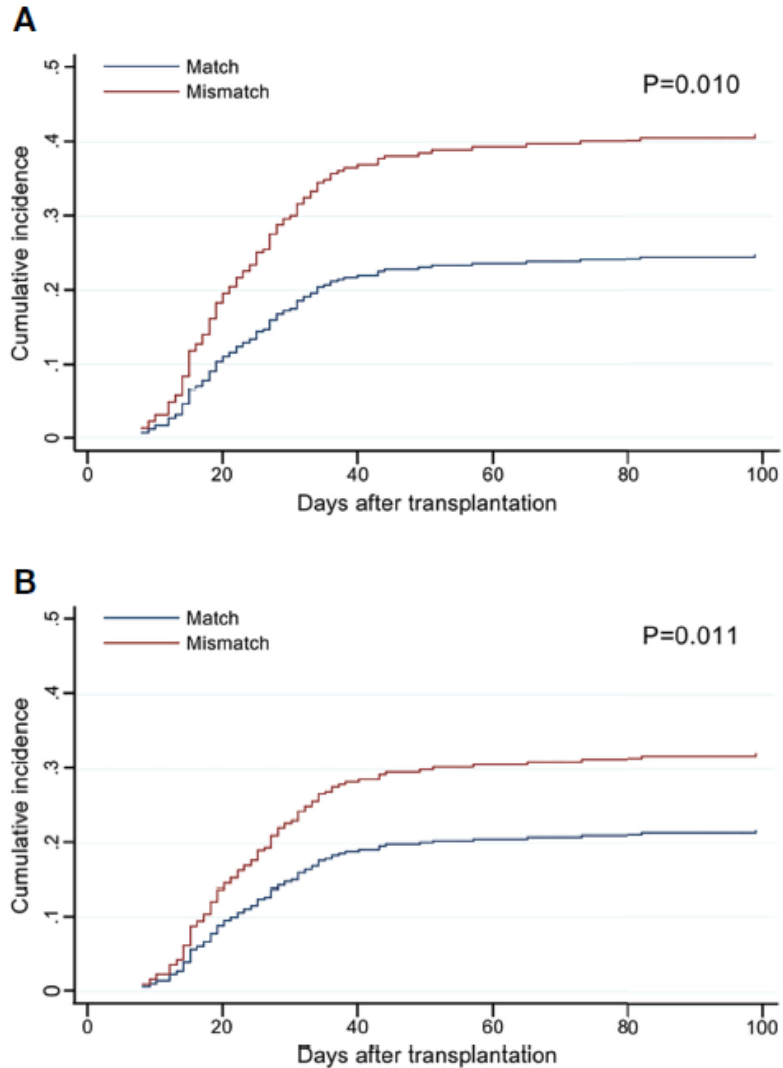 A
Match
Mismatch
P=0.010
.5
.4
.3
.2
.1
0
Cumulative incidence
0 20 40 60 80 100
Days after transplantation
B
Match
Mismatch
P=0.011
.5
.4
.3
.2
.1
0
Cumulative incidence
0 20 40 60 80 100
Days after transplantation